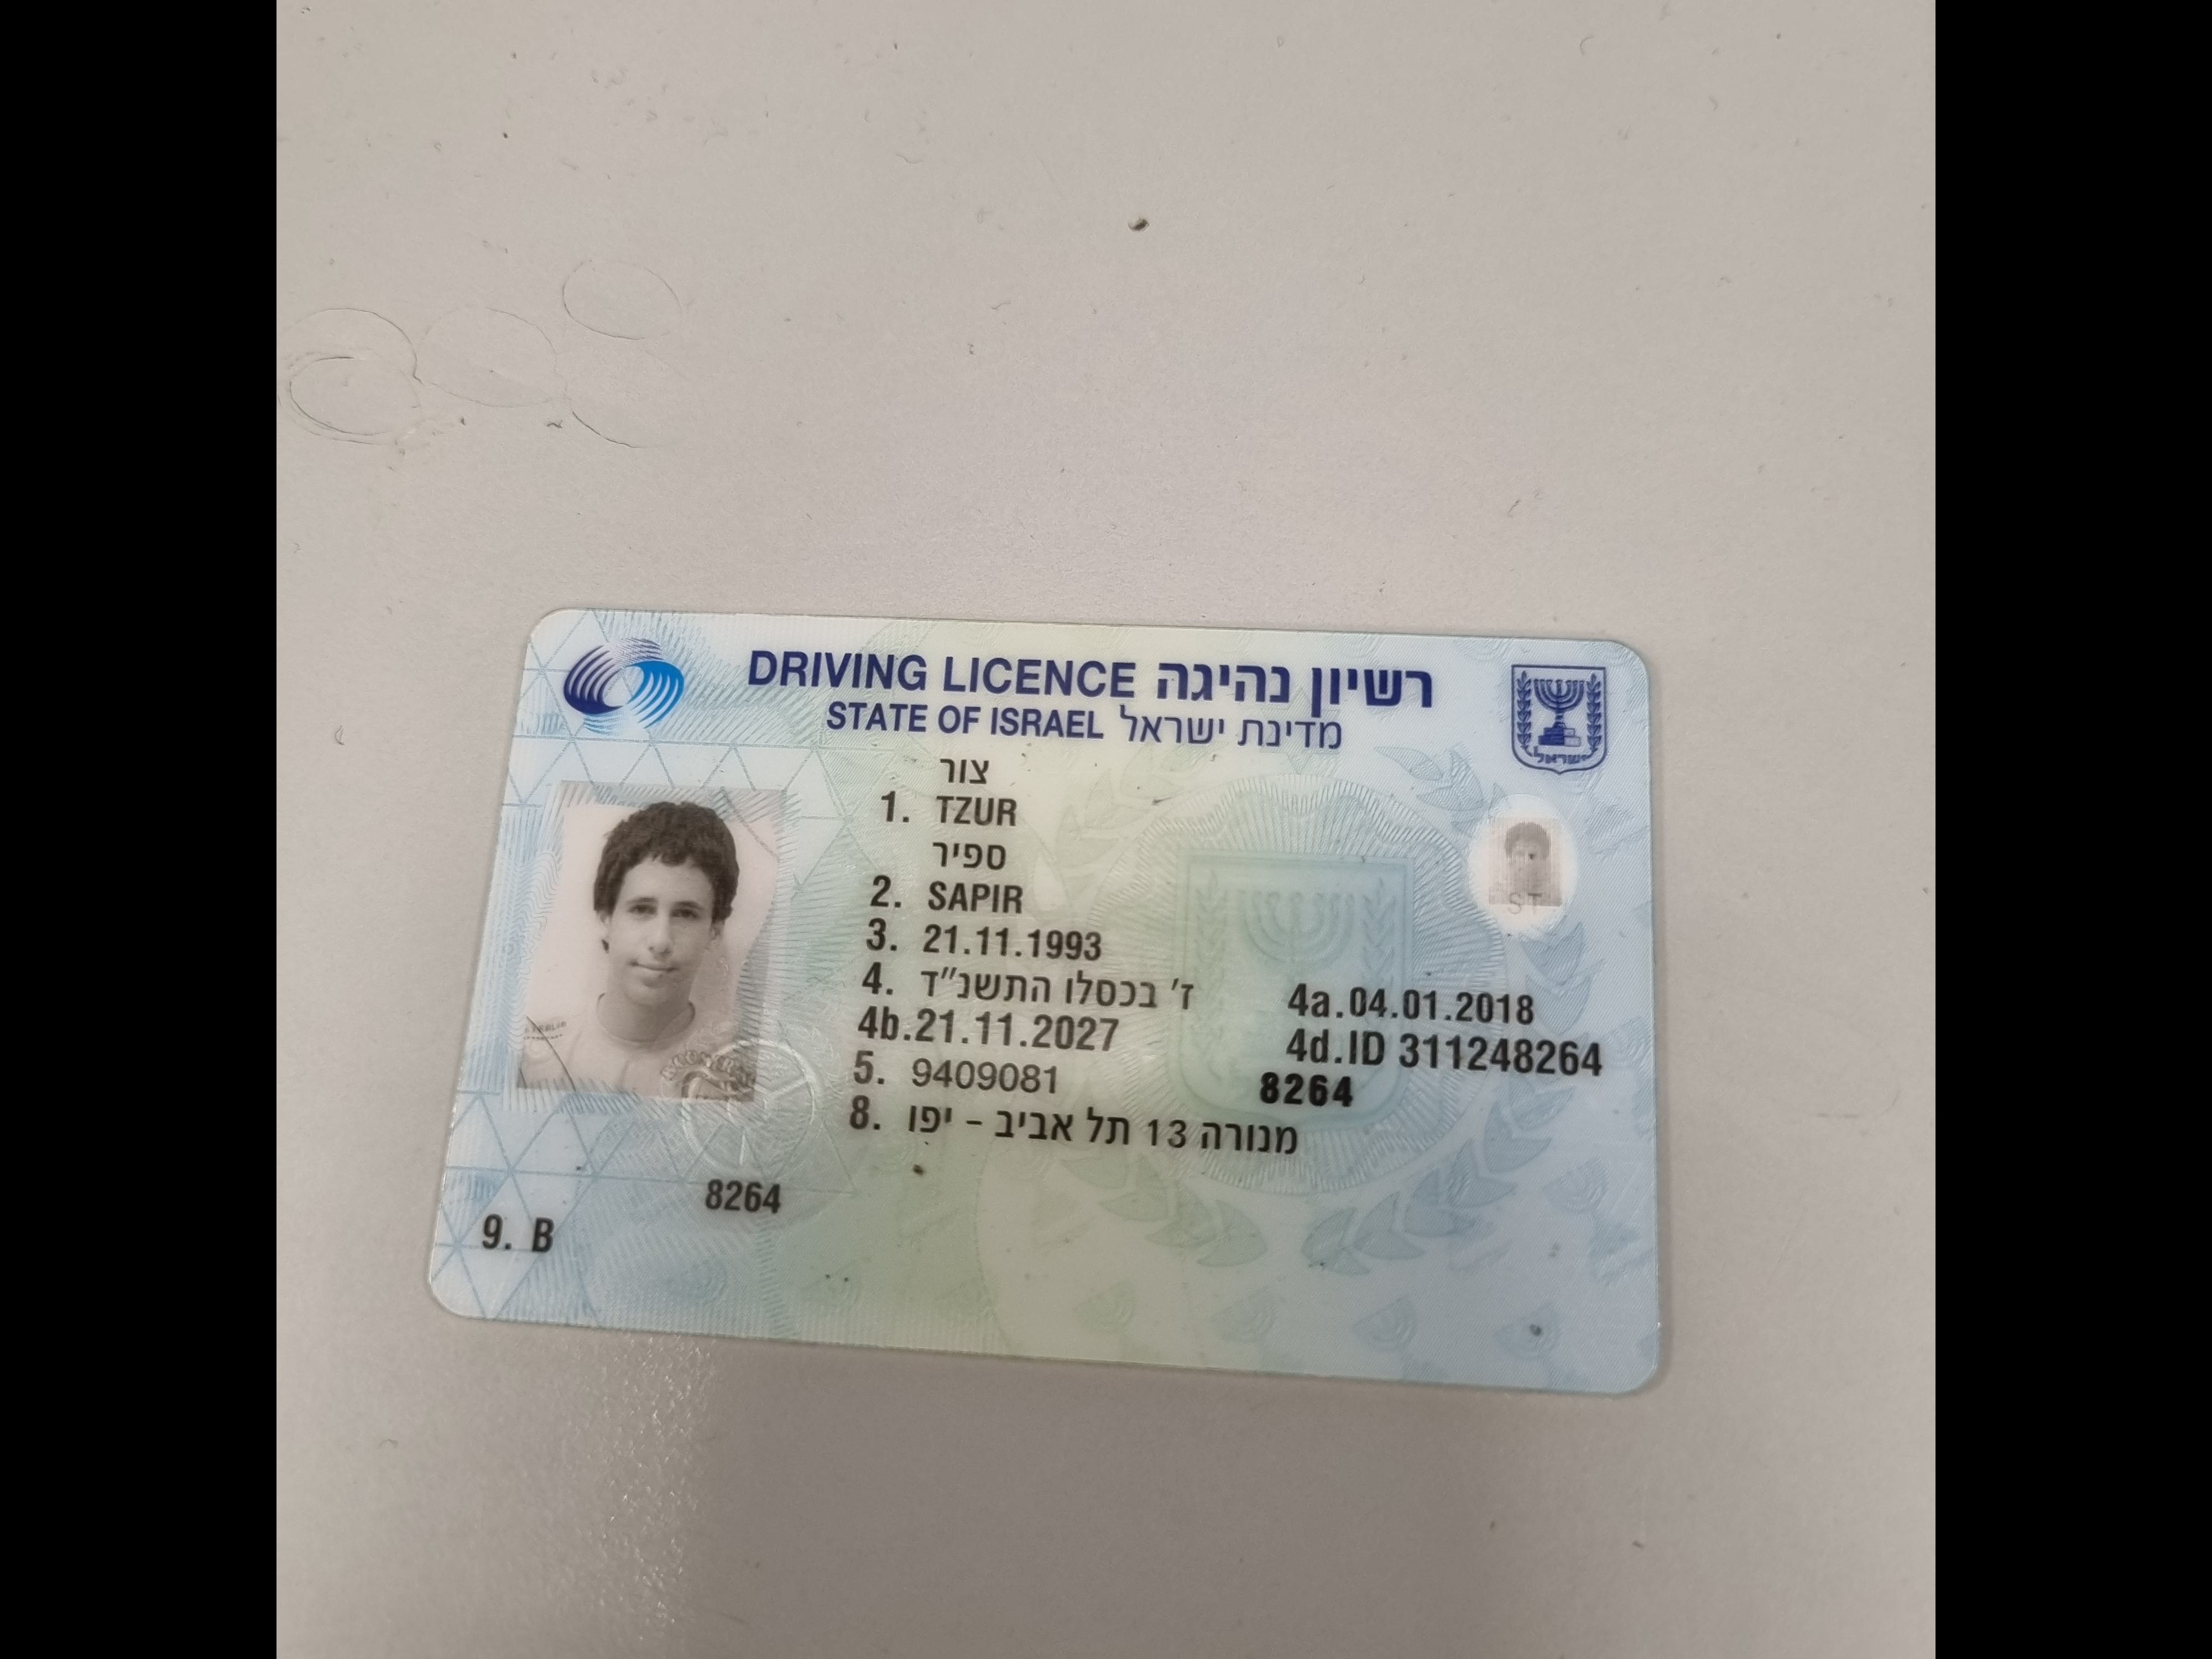 DRIVING LICENCE רשיון נהיגה
STATE OF ISRAEL מדינת ישראל
ישראל
צור
1. TZUR
ספיר
2. SAPIR
3. 21.11.1993
4. ז' בכסלו התשנ"ד
4a.04.01.2018
4b.21.11.2027
4d.ID 311248264
5. 9409081
8264
8. מנורה 13 תל אביב - יפו
ST
8264
9. B